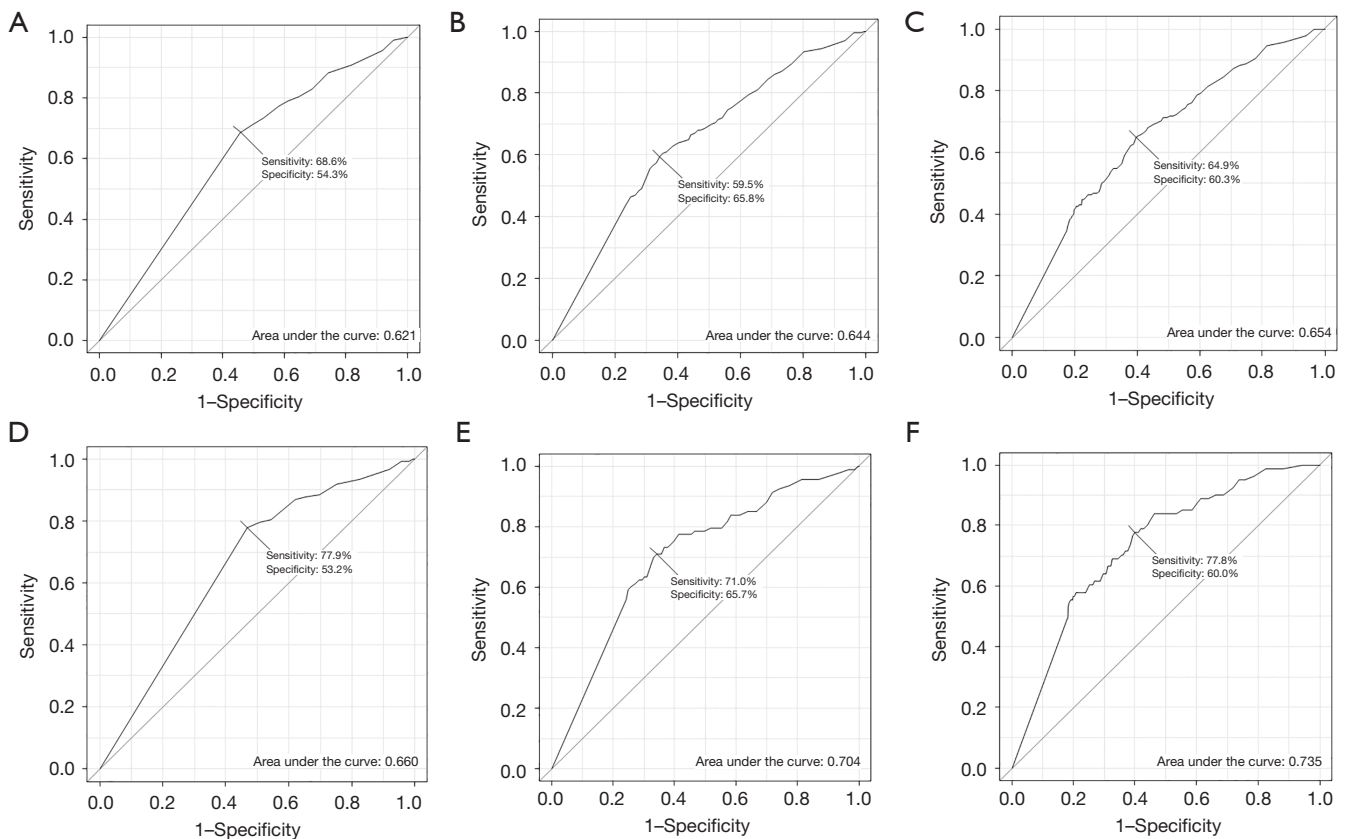 A
1.0
0.8
0.6
0.4
0.2
0.0
Sensitivity
Sensitivity: 68.6%
Specificity: 54.3%
Area under the curve: 0.621
0.0 0.2 0.4 0.6 0.8 1.0
1–Specificity
B
1.0
0.8
0.6
0.4
0.2
0.0
Sensitivity
Sensitivity: 59.5%
Specificity: 65.8%
Area under the curve: 0.644
0.0 0.2 0.4 0.6 0.8 1.0
1–Specificity
C
1.0
0.8
0.6
0.4
0.2
0.0
Sensitivity
Sensitivity: 64.9%
Specificity: 60.3%
Area under the curve: 0.654
0.0 0.2 0.4 0.6 0.8 1.0
1–Specificity
D
1.0
0.8
0.6
0.4
0.2
0.0
Sensitivity
Sensitivity: 77.9%
Specificity: 53.2%
Area under the curve: 0.660
0.0 0.2 0.4 0.6 0.8 1.0
1–Specificity
E
1.0
0.8
0.6
0.4
0.2
0.0
Sensitivity
Sensitivity: 71.0%
Specificity: 65.7%
Area under the curve: 0.704
0.0 0.2 0.4 0.6 0.8 1.0
1–Specificity
F
1.0
0.8
0.6
0.4
0.2
0.0
Sensitivity
Sensitivity: 77.8%
Specificity: 60.0%
Area under the curve: 0.735
0.0 0.2 0.4 0.6 0.8 1.0
1–Specificity